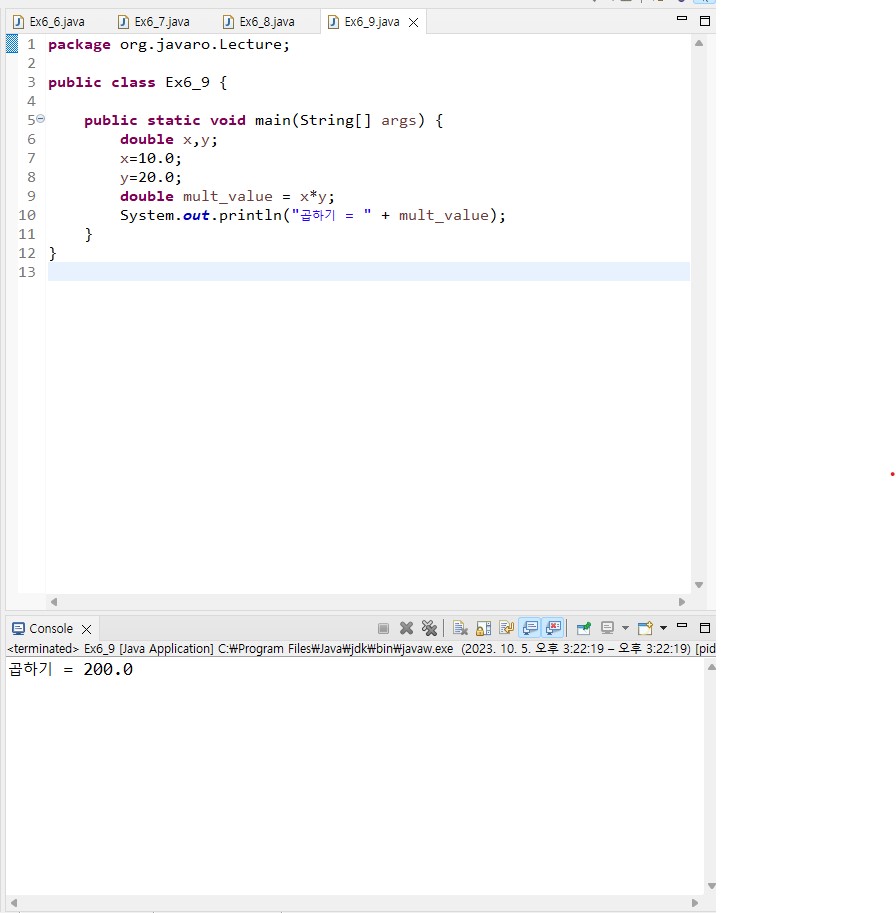 Ex6_6.java Ex6_7.java Ex6_8.java Ex6_9.java
1 package org.javaro.Lecture;
2
3 public class Ex6_9 {
4
5 public static void main(String[] args) {
6 double x,y;
7 x=10.0;
8 y=20.0;
9 double mult_value = x*y;
10 System.out.println("곱하기 = " + mult_value);
11 }
12 }
13
Console
<terminated> Ex6_9 [Java Application] C:₩Program Files₩Java₩jdk₩bin₩javaw.exe (2023. 10. 5. 오후 3:22:19 – 오후 3:22:19) [pid
곱하기 = 200.0